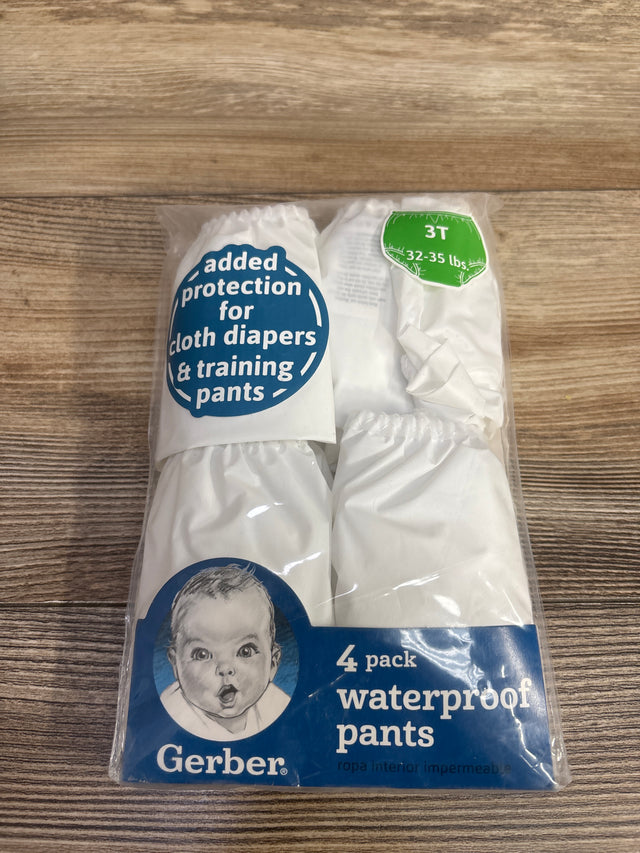 added
protection
for
cloth diapers
& training
pants
3T
32-35 lbs.
Gerber®
4 pack
waterproof
pants
ropa interior impermeable